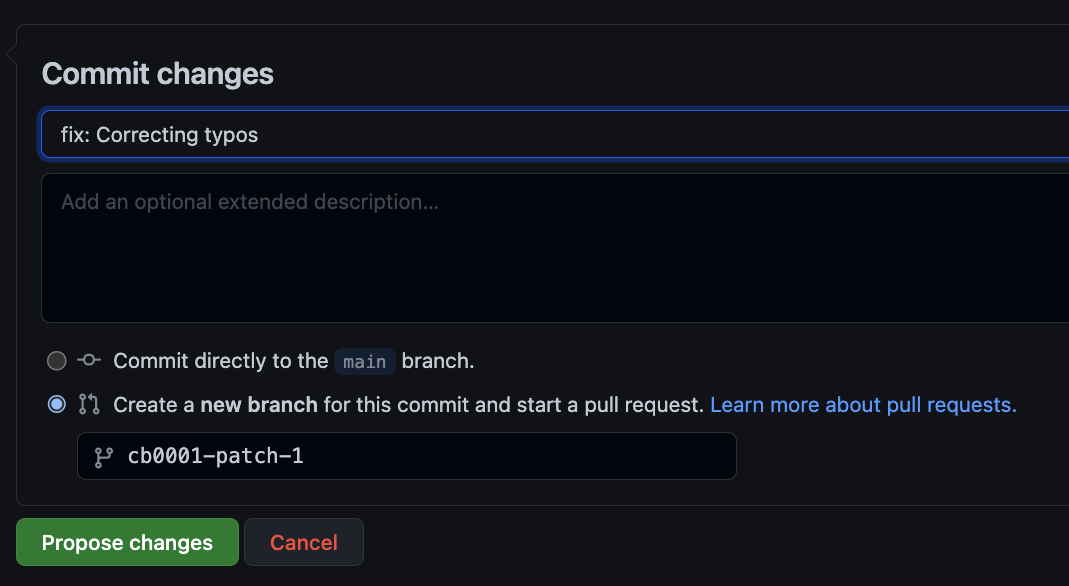 Commit changes
fix: Correcting typos
Add an optional extended description...
Commit directly to the main branch.
Create a new branch for this commit and start a pull request. Learn more about pull requests.
cb0001-patch-1
Propose changes Cancel